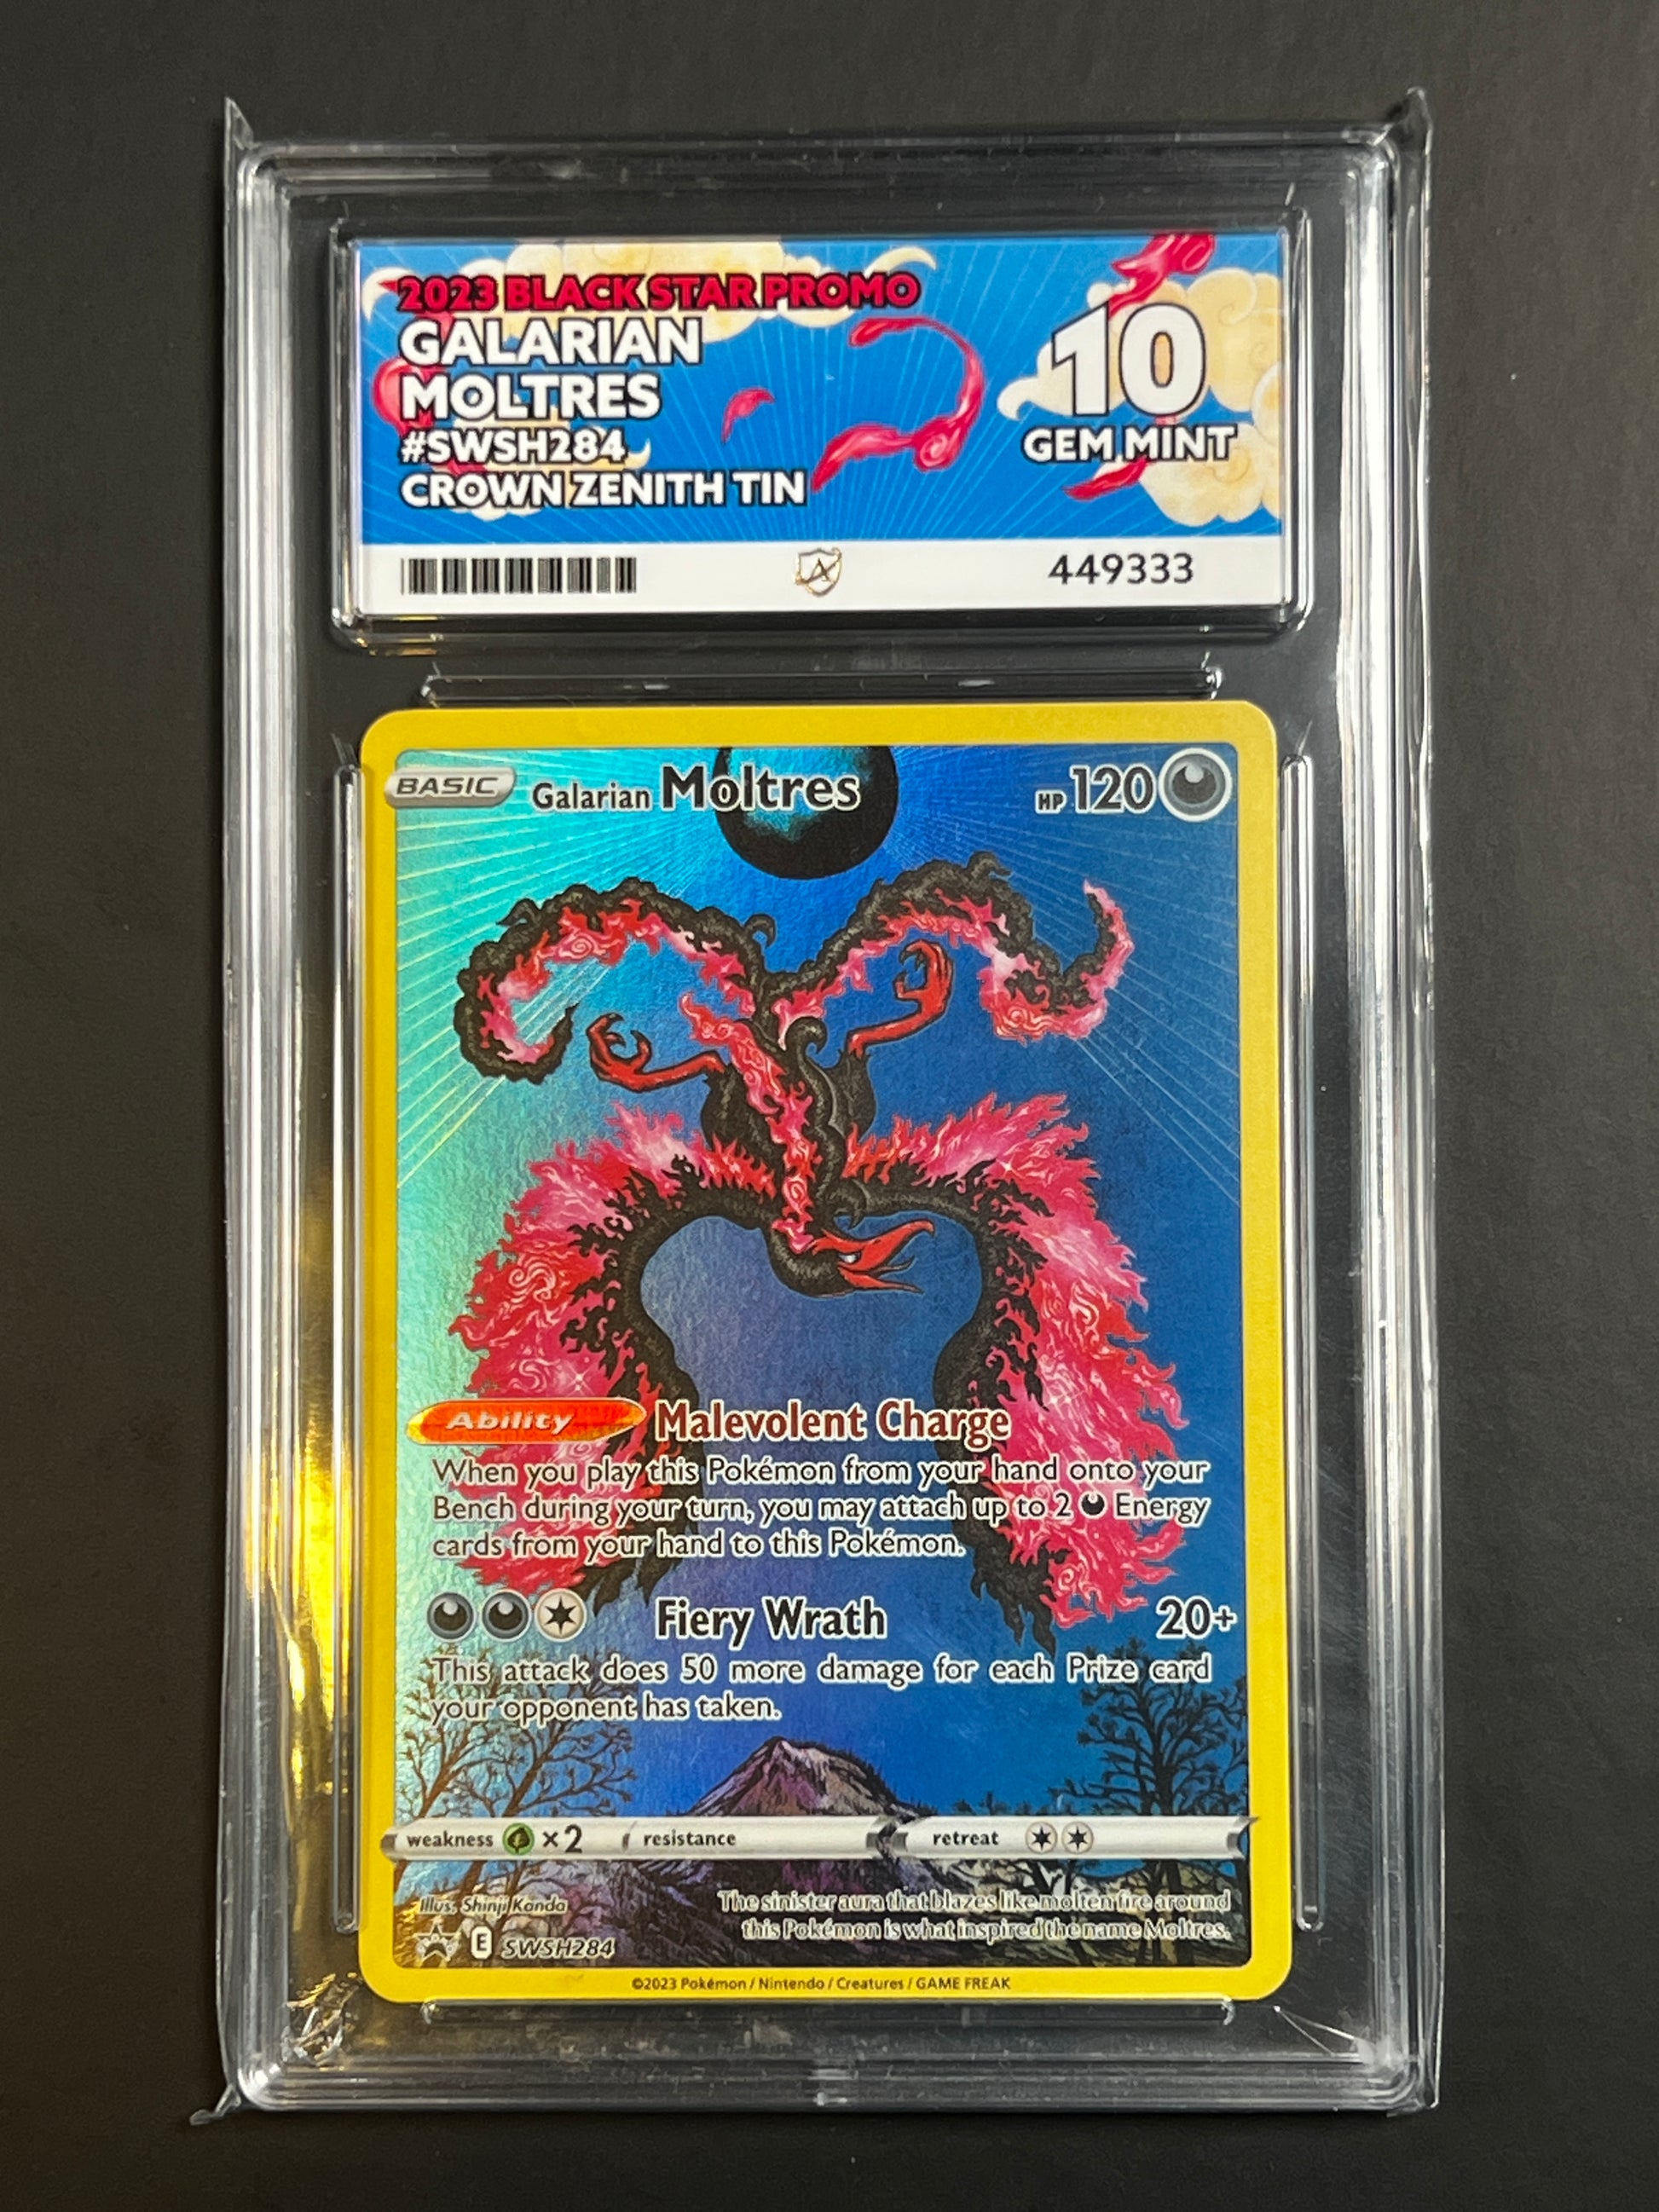 2023 BLACK STAR PROMO
GALARIAN
MOLTRES
#SWSH284
CROWN ZENITH TIN
10
GEM MINT
449333
BASIC Galarian Moltres HP 120
Ability Malevolent Charge
When you play this Pokémon from your hand onto your
Bench during your turn, you may attach up to 2 Energy
cards from your hand to this Pokémon.
Fiery Wrath 20+
This attack does 50 more damage for each Prize card
your opponent has taken.
weakness ×2 resistance retreat
Illus. Shinji Kanda
The sinister aura that blazes like molten fire around
this Pokémon is what inspired the name Moltres.
E SWSH284
©2023 Pokémon / Nintendo / Creatures / GAME FREAK